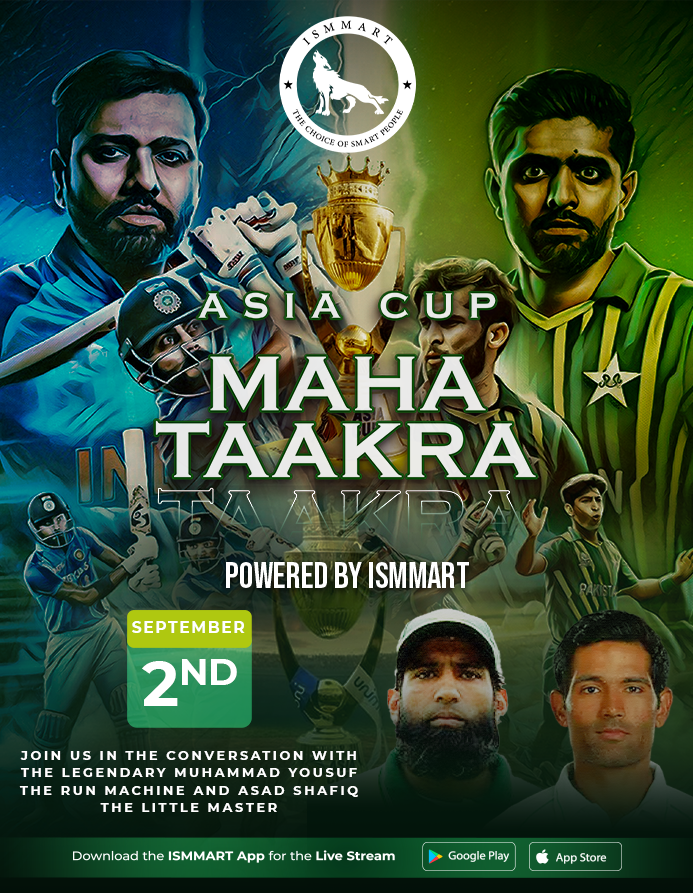 ISMMART
THE CHOICE OF SMART PEOPLE
ASIA CUP
MAHA
TAAKRA
TAAKRA
POWERED BY ISMMART
PAKISTAN
SEPTEMBER
2ND
JOIN US IN THE CONVERSATION WITH
THE LEGENDARY MUHAMMAD YOUSUF
THE RUN MACHINE AND ASAD SHAFIQ
THE LITTLE MASTER
Download the ISMMART App for the Live Stream
Google Play
App Store